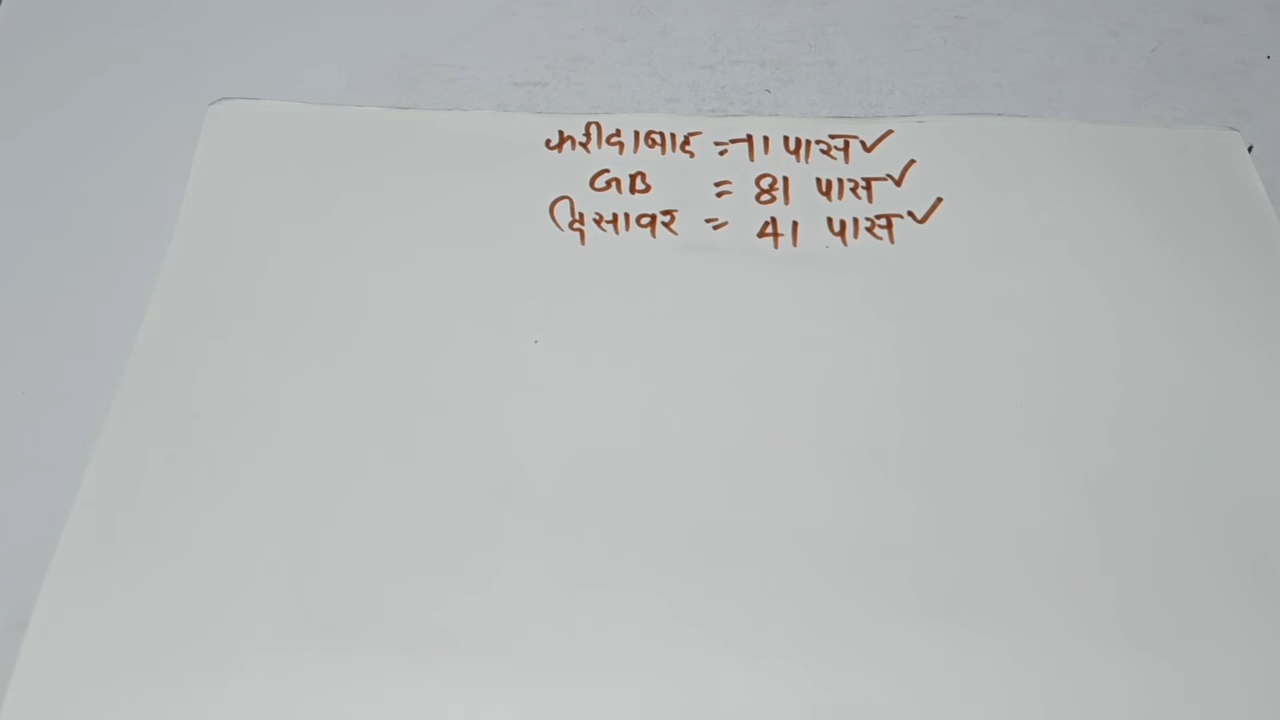 फरीदाबाद = 71 पास ✓
GB = 81 पास ✓
दिसावर = 41 पास ✓